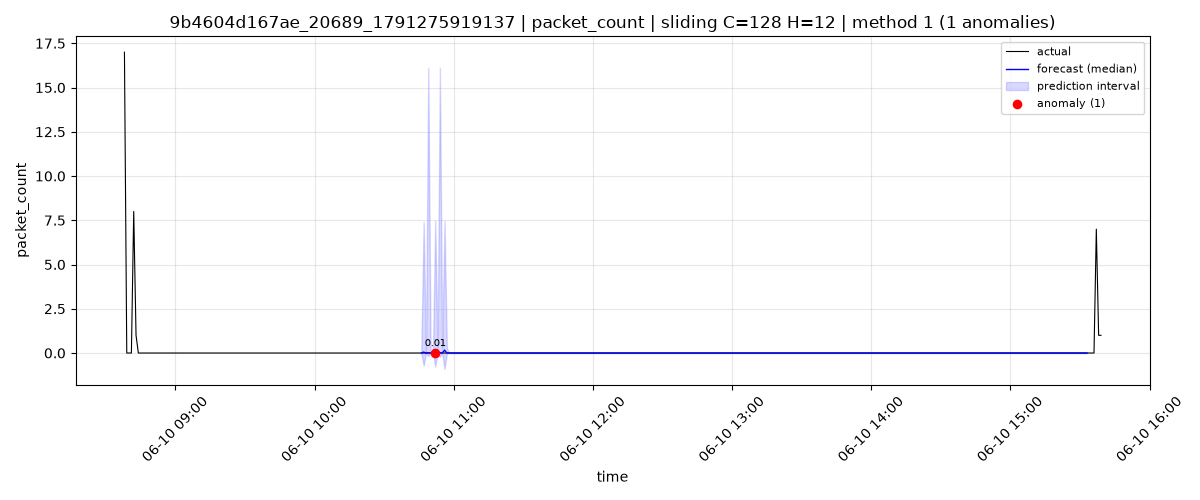 9b4604d167ae_20689_1791275919137 | packet_count | sliding C=128 H=12 | method 1 (1 anomalies)
actual
forecast (median)
prediction interval
anomaly (1)
packet_count
17.5
15.0
12.5
10.0
7.5
5.0
2.5
0.0
0.01
06-10 09:00
06-10 10:00
06-10 11:00
06-10 12:00
06-10 13:00
06-10 14:00
06-10 15:00
06-10 16:00
time